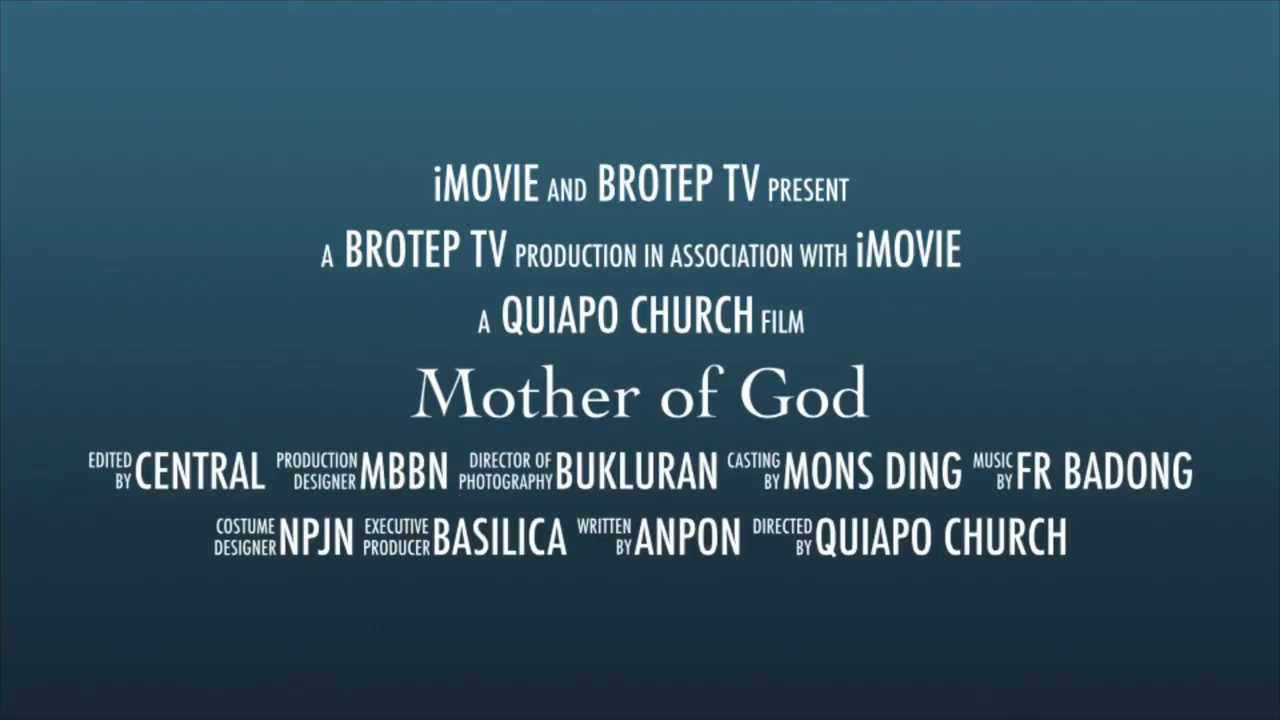 iMOVIE AND BROTEP TV PRESENT
A BROTEP TV PRODUCTION IN ASSOCIATION WITH iMOVIE
A QUIAPO CHURCH FILM
Mother of God
EDITED BY CENTRAL PRODUCTION DESIGNER MBBN DIRECTOR OF PHOTOGRAPHY BUKLURAN CASTING BY MONS DING MUSIC BY FR BADONG
COSTUME DESIGNER NPJN EXECUTIVE PRODUCER BASILICA WRITTEN BY ANPON DIRECTED BY QUIAPO CHURCH